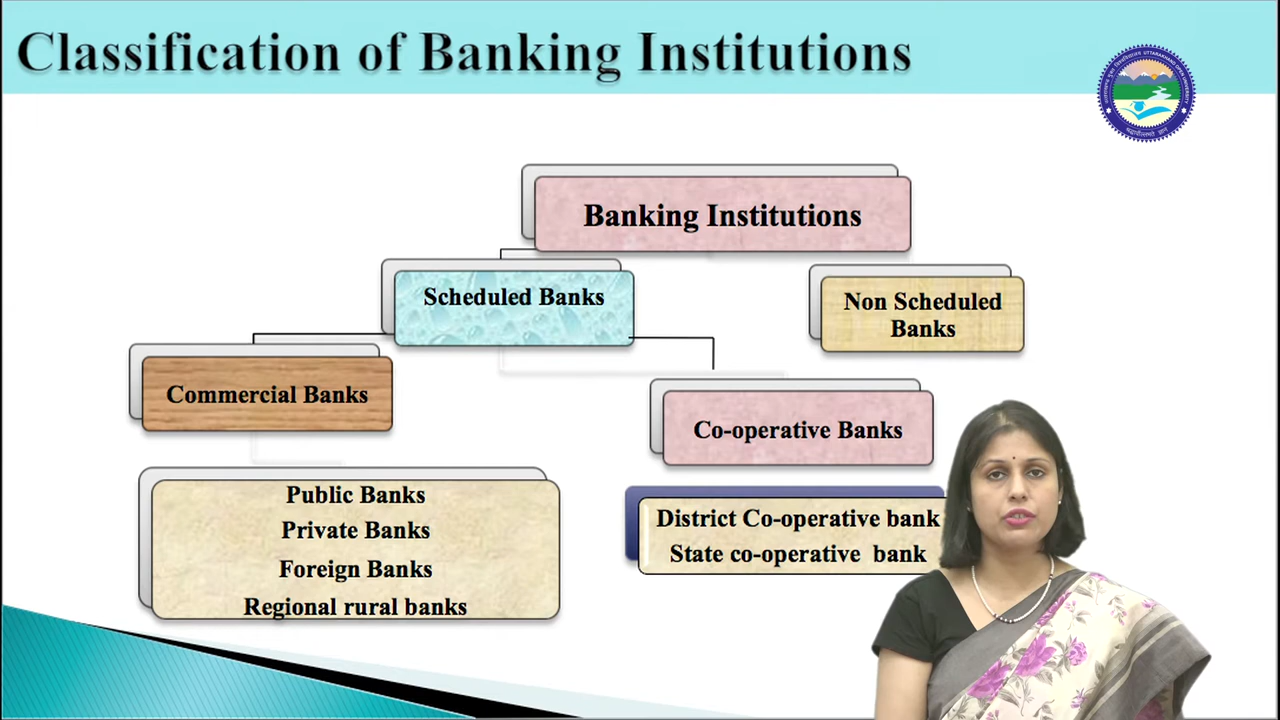 Classification of Banking Institutions
Banking Institutions
Scheduled Banks
Non Scheduled
Banks
Commercial Banks
Co-operative Banks
Public Banks
Private Banks
Foreign Banks
Regional rural banks
District Co-operative bank
State co-operative bank